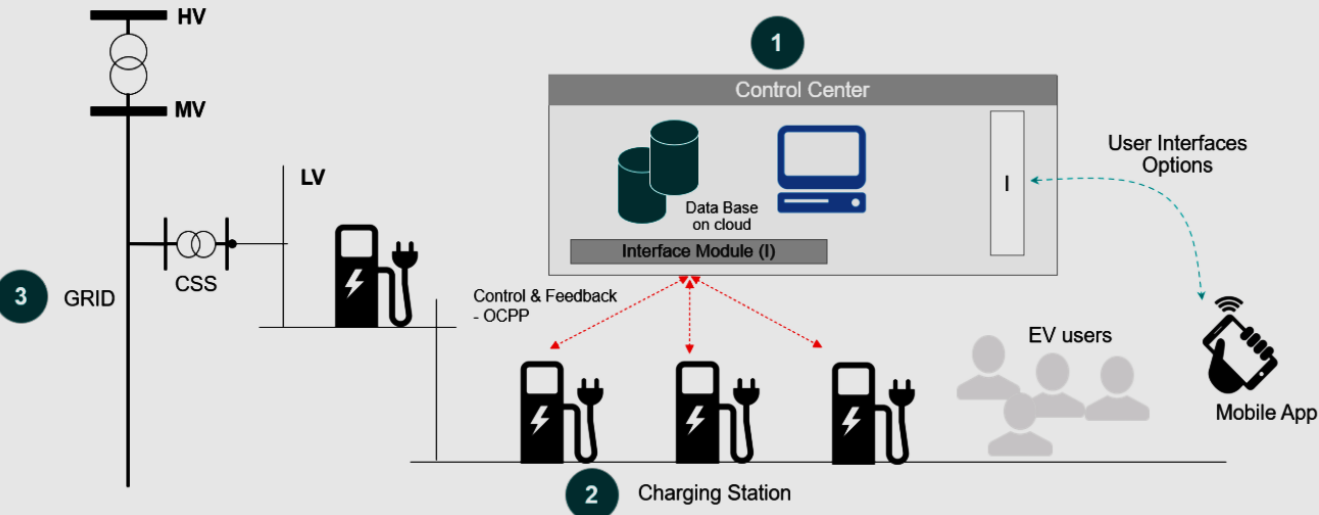 HV
1
Control Center
MV
User Interfaces
Options
LV
I
Data Base
on cloud
Interface Module (I)
CSS
3
GRID
Control & Feedback
- OCPP
EV users
Mobile App
2
Charging Station